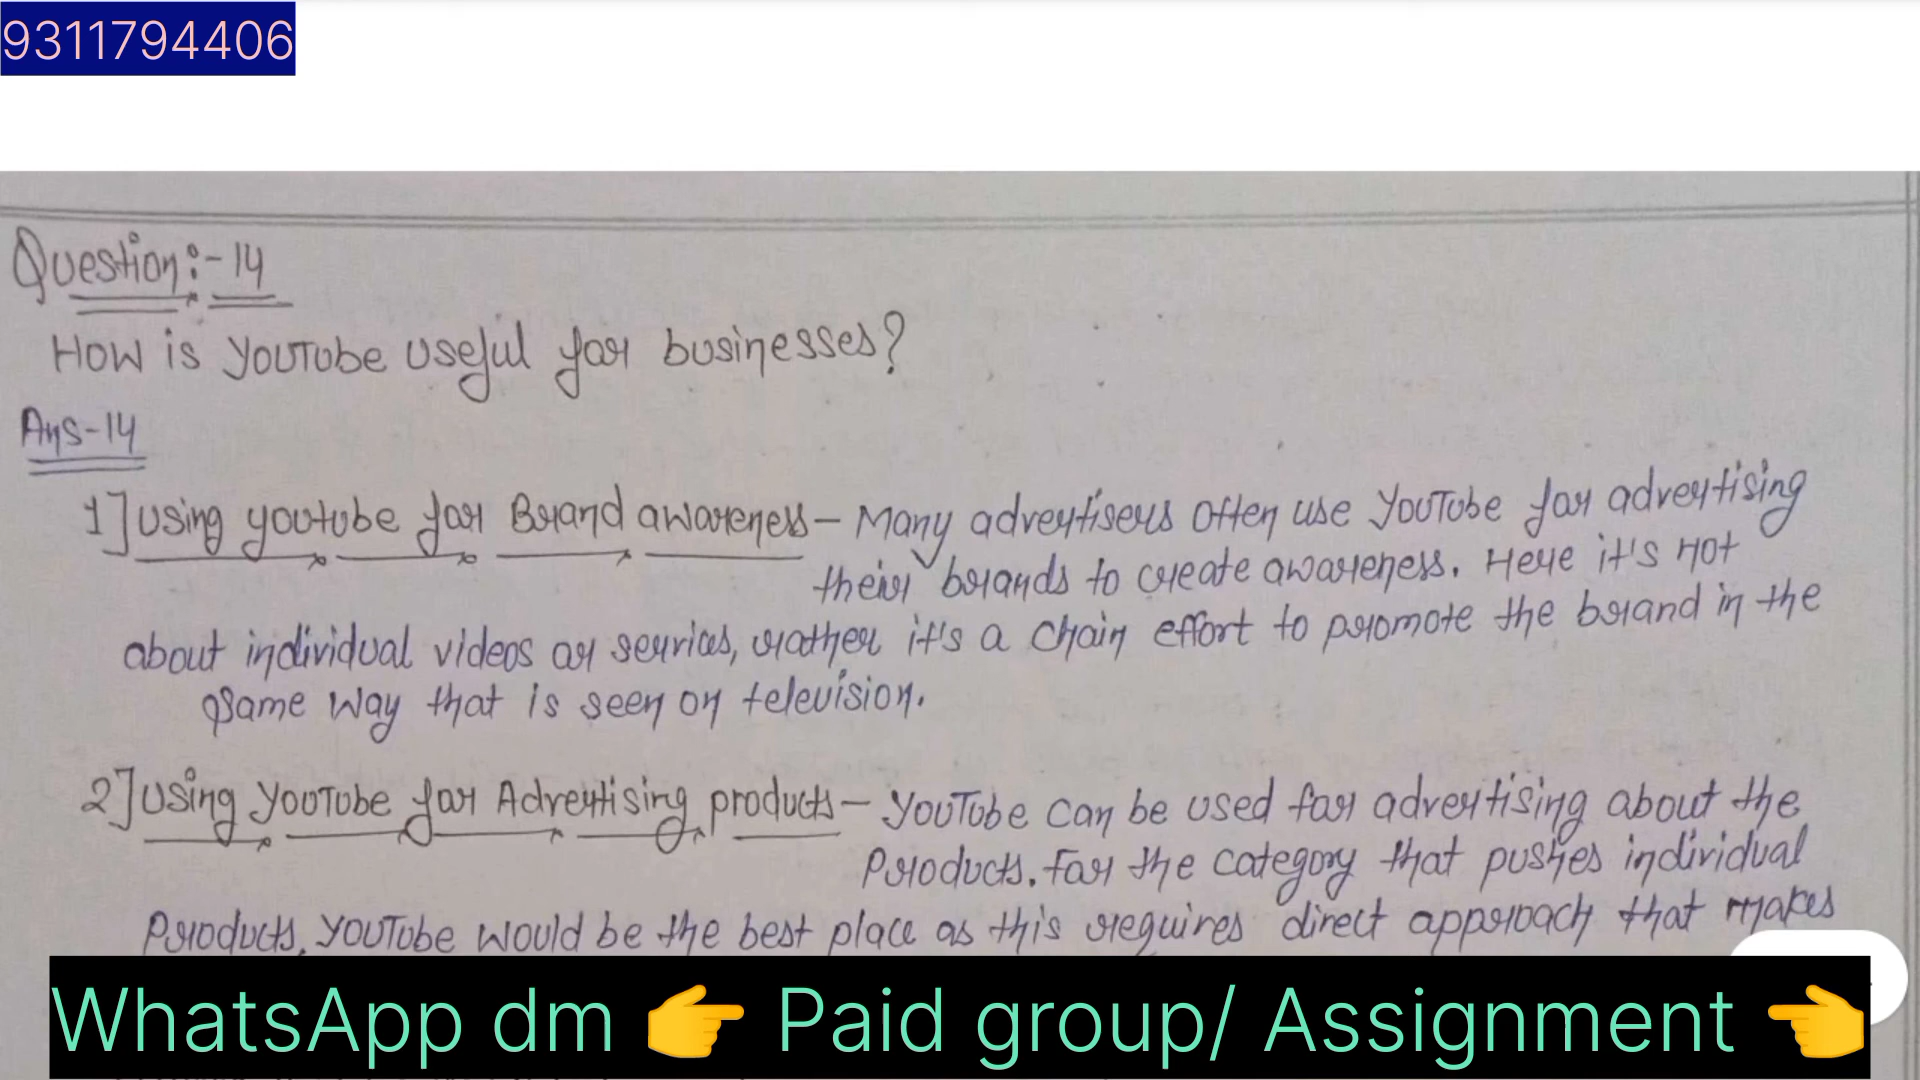 9311794406
Question:-14
How is YouTube useful for businesses?
Ans-14
1] Using youtube for Brand awareness - Many advertisers often use YouTube for advertising
their brands to create awareness. Here it's not
about individual videos or services, rather it's a chain effort to promote the brand in the
same way that is seen on television.
2] Using YouTube for Advertising products - YouTube can be used for advertising about the
Products. For the category that pushes individual
Products, YouTube would be the best place as this requires direct approach that makes
WhatsApp dm 👉 Paid group/ Assignment 👈